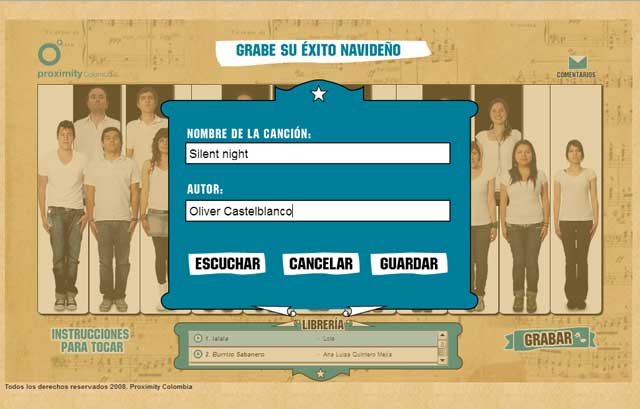 GRABE SU ÉXITO NAVIDEÑO
proximity Colombia
COMENTARIOS
NOMBRE DE LA CANCIÓN:
Silent night
AUTOR:
Oliver Castelblanco
ESCUCHAR CANCELAR GUARDAR
INSTRUCCIONES
PARA TOCAR
LIBRERÍA
1. lalala - Lola
2. Burrito Sabanero - Ana Luisa Quintero Mejia
GRABAR
Todos los derechos reservados 2008. Proximity Colombia